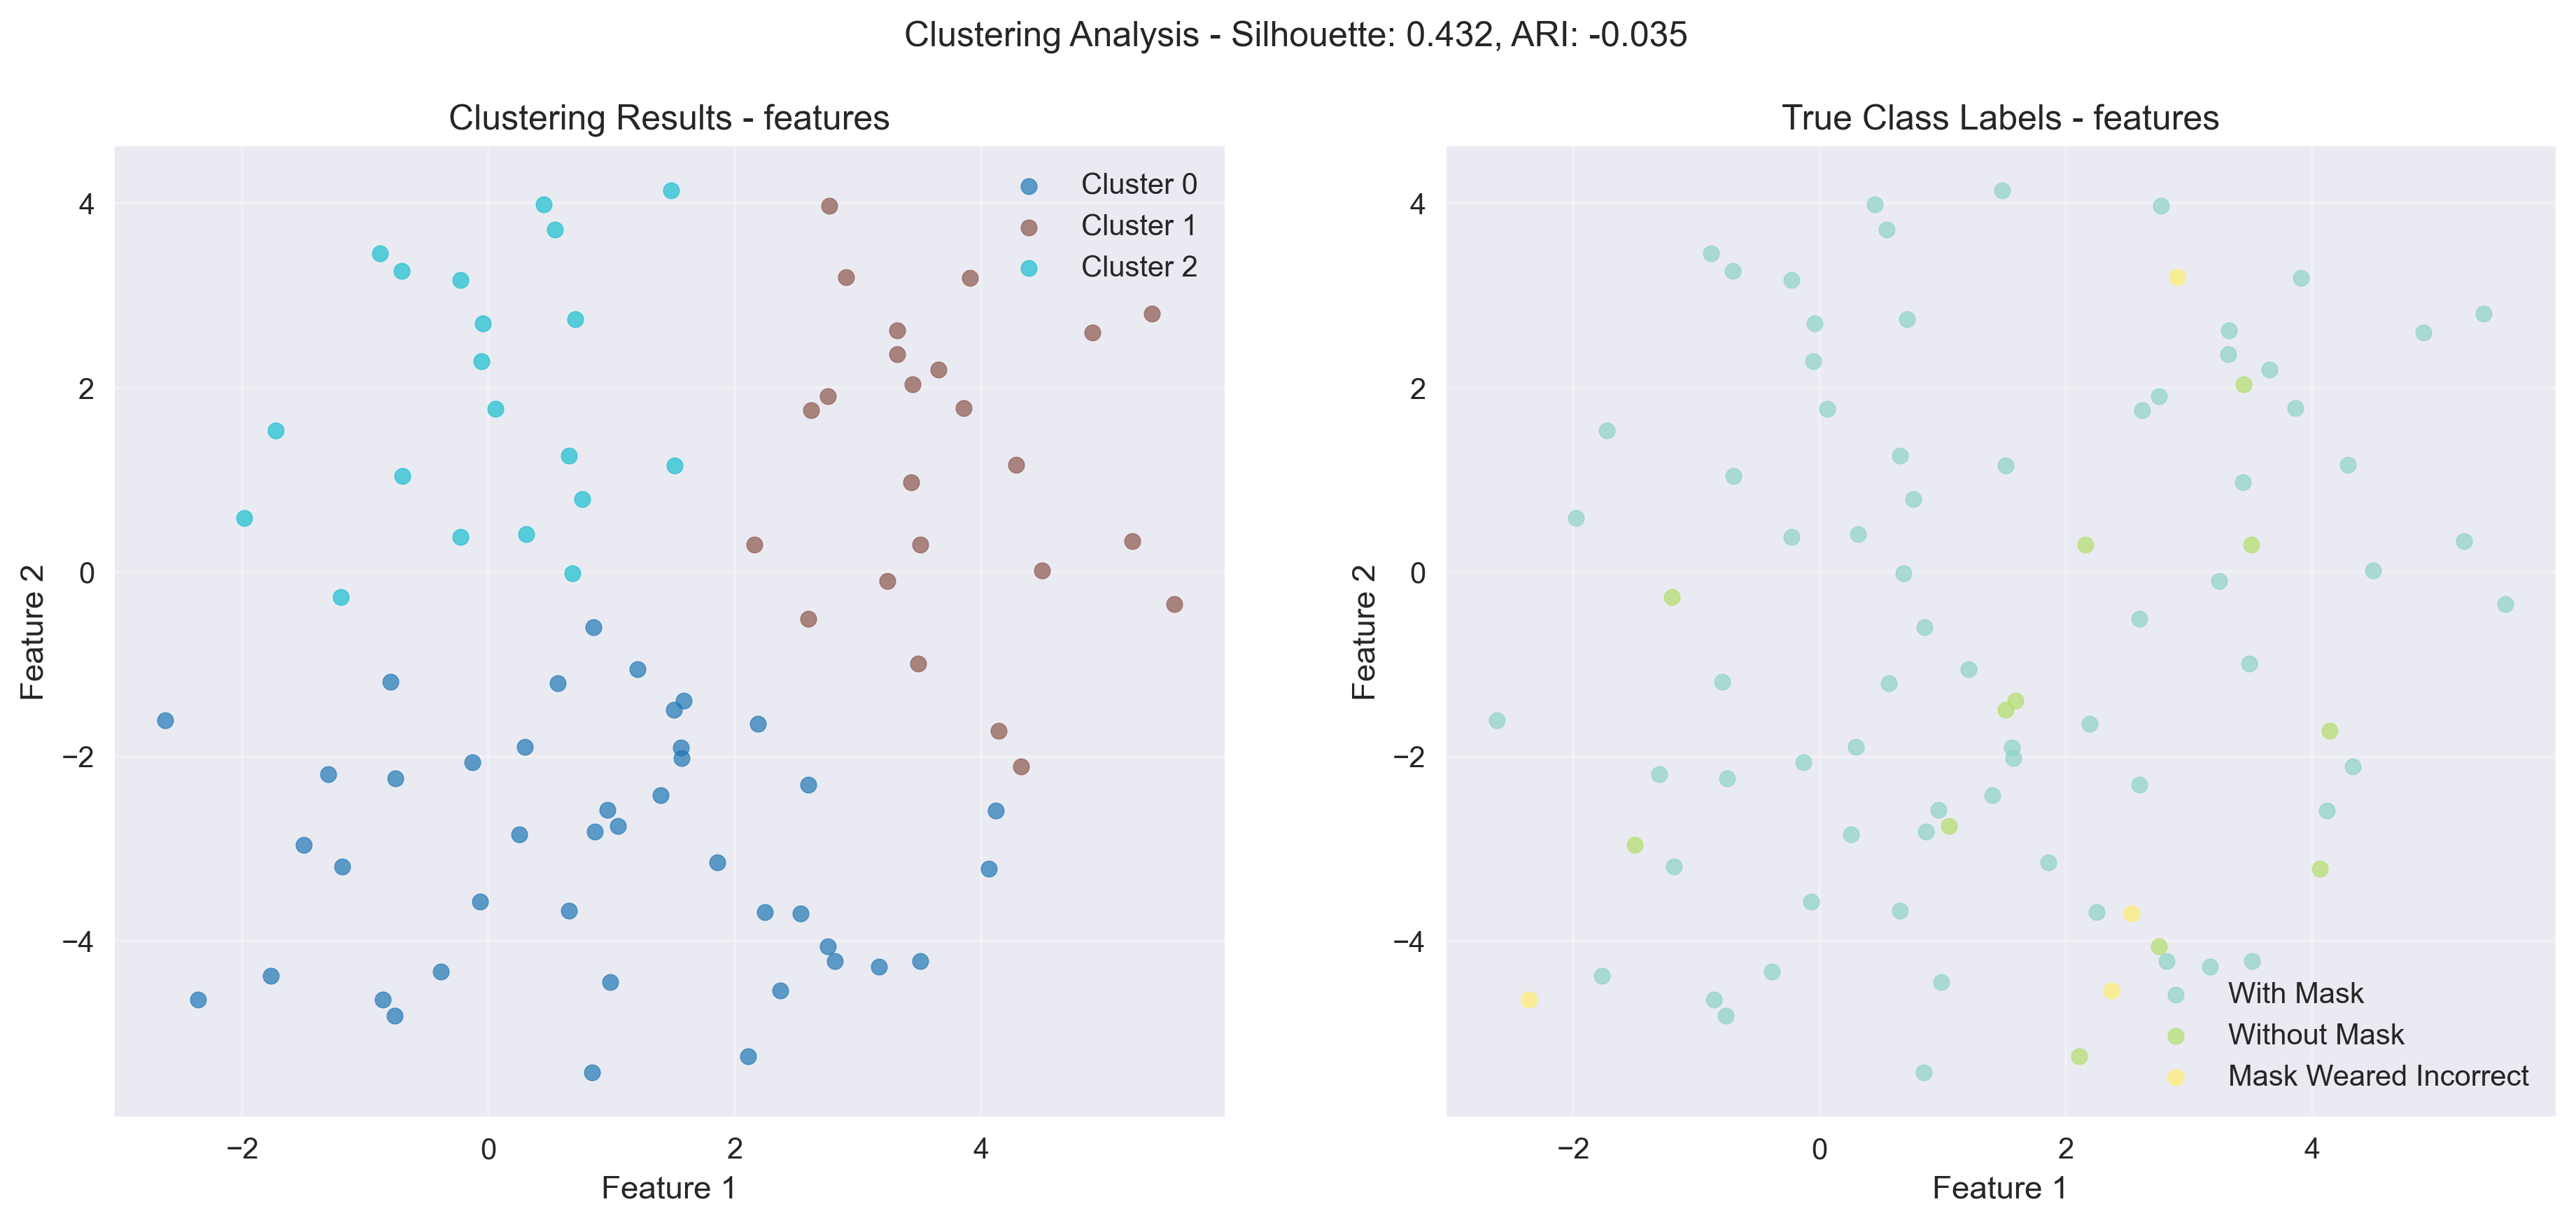 Clustering Analysis - Silhouette: 0.432, ARI: -0.035
Clustering Results - features
Cluster 0
Cluster 1
Cluster 2
4
2
0
−2
−4
−2
0
2
4
Feature 2
Feature 1
True Class Labels - features
4
2
0
−2
−4
−2
0
2
4
Feature 2
Feature 1
With Mask
Without Mask
Mask Weared Incorrect